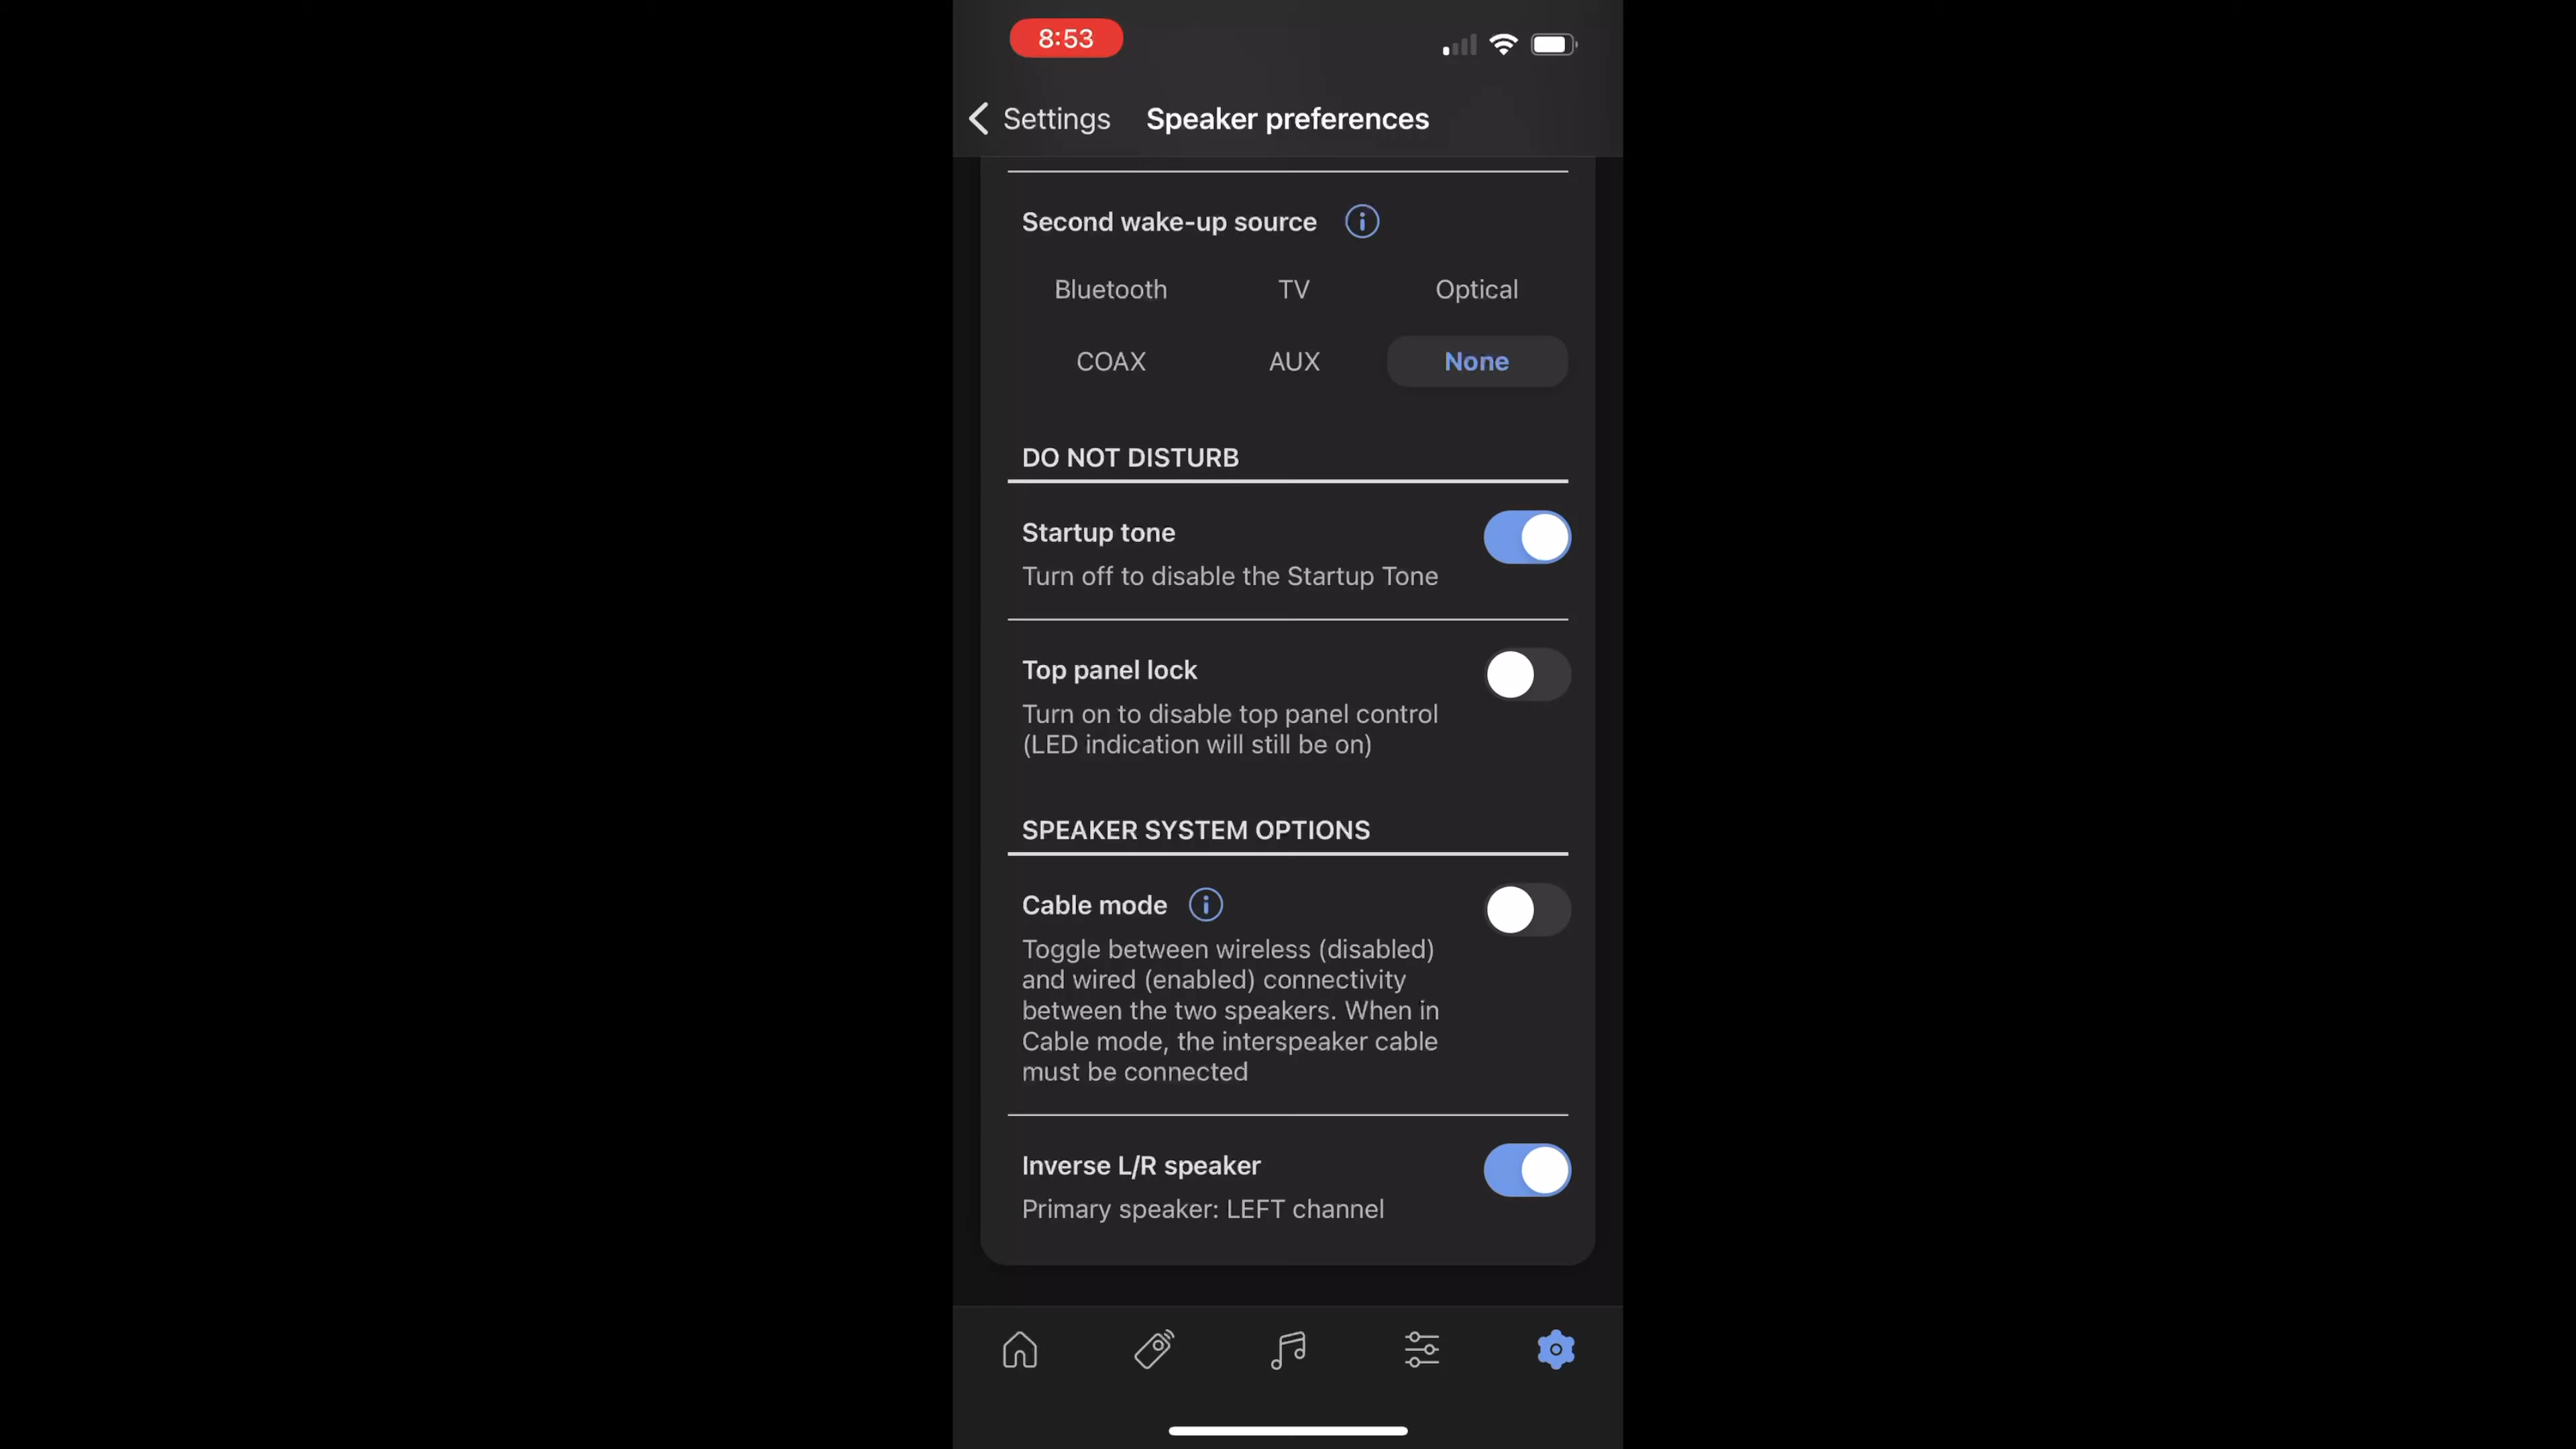 8:53
Settings Speaker preferences
Second wake-up source
Bluetooth TV Optical
COAX AUX None
DO NOT DISTURB
Startup tone
Turn off to disable the Startup Tone
Top panel lock
Turn on to disable top panel control
(LED indication will still be on)
SPEAKER SYSTEM OPTIONS
Cable mode
Toggle between wireless (disabled)
and wired (enabled) connectivity
between the two speakers. When in
Cable mode, the interspeaker cable
must be connected
Inverse L/R speaker
Primary speaker: LEFT channel